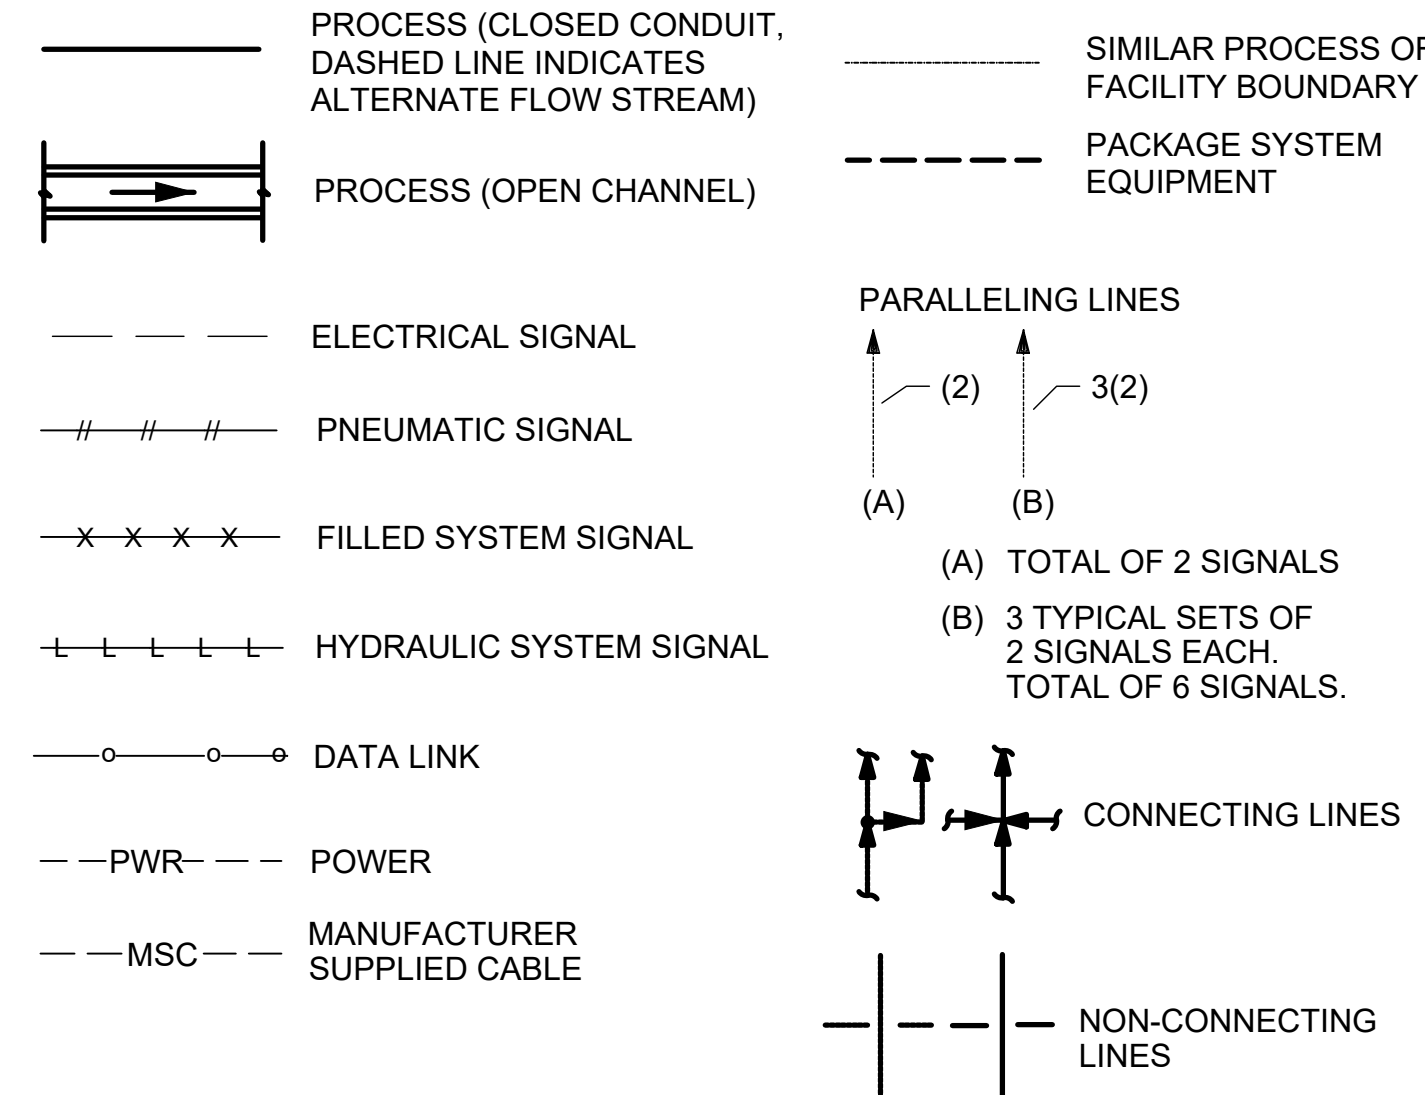 PROCESS (CLOSED CONDUIT,
DASHED LINE INDICATES
ALTERNATE FLOW STREAM)
PROCESS (OPEN CHANNEL)
ELECTRICAL SIGNAL
// // //
PNEUMATIC SIGNAL
X X X X
FILLED SYSTEM SIGNAL
L L L L L
HYDRAULIC SYSTEM SIGNAL
o o o
DATA LINK
PWR
POWER
MSC
MANUFACTURER
SUPPLIED CABLE
SIMILAR PROCESS OR
FACILITY BOUNDARY
PACKAGE SYSTEM
EQUIPMENT
PARALLELING LINES
(2)
3(2)
(A)
(B)
(A) TOTAL OF 2 SIGNALS
(B) 3 TYPICAL SETS OF
2 SIGNALS EACH.
TOTAL OF 6 SIGNALS.
CONNECTING LINES
NON-CONNECTING
LINES